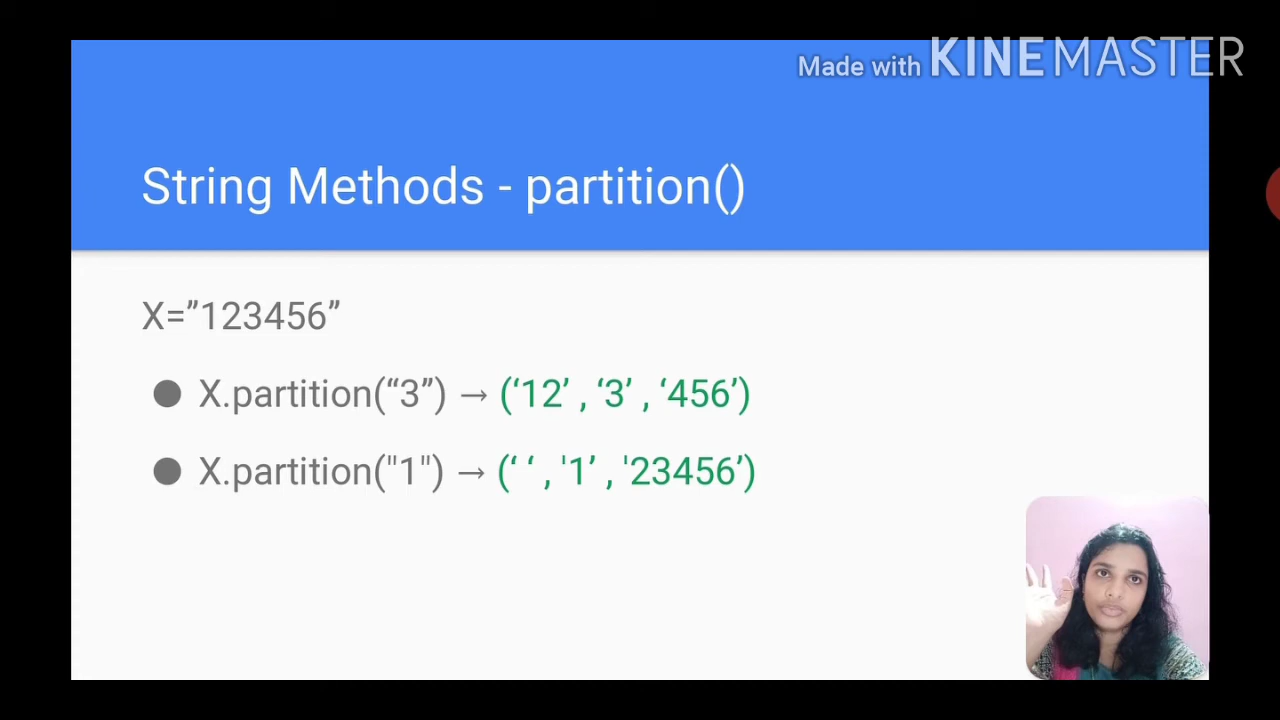 Made with KINEMASTER
String Methods - partition()
X=”123456”
● X.partition(“3”) → (‘12’ , ‘3’ , ‘456’)
● X.partition("1") → (‘ ‘ , '1’ , '23456’)